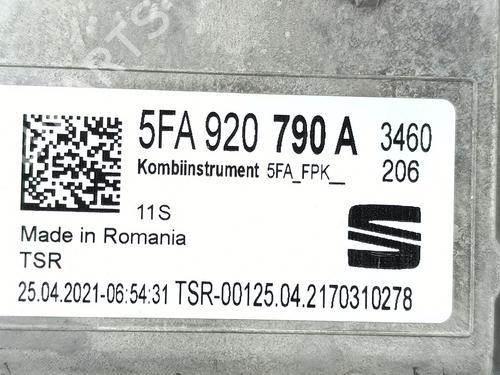 5FA 920 790 A 3460
Kombiinstrument 5FA_FPK__ 206
11S
Made in Romania
TSR
25.04.2021-06:54:31 TSR-00125.04.2170310278